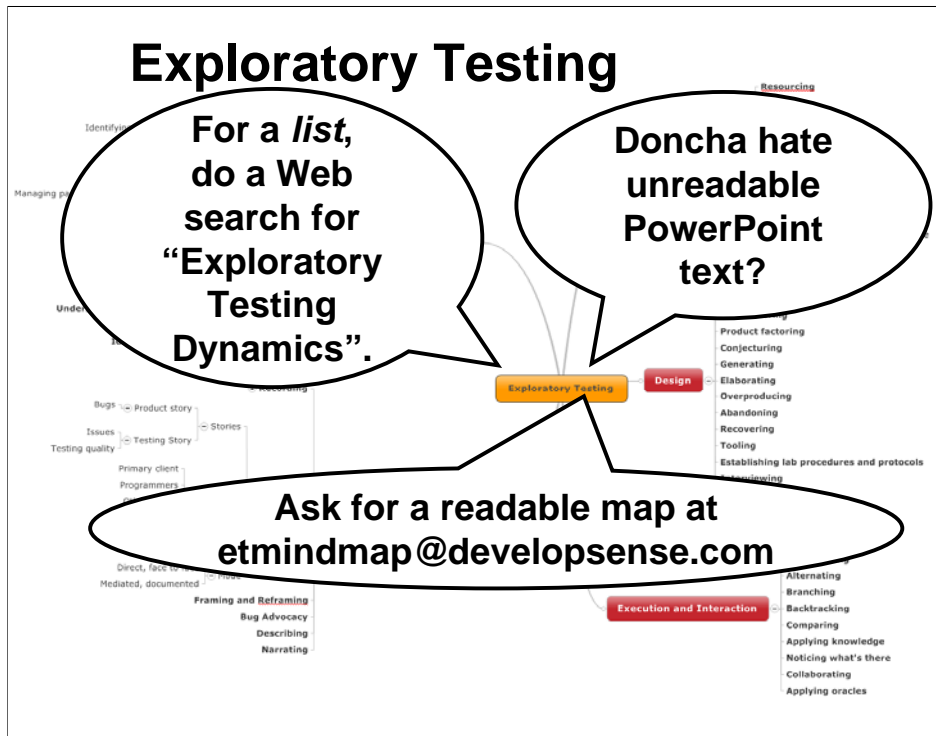 Exploratory Testing
Resourcing
For a list,
do a Web
search for
“Exploratory
Testing
Dynamics”.
Doncha hate
unreadable
PowerPoint
text?
Identifying
Managing
Product factoring
Conjecturing
Generating
Exploratory Testing
Design
Elaborating
Overproducing
Abandoning
Recovering
Tooling
Establishing lab procedures and protocols
Interviewing
Recording
Bugs
Product story
Stories
Issues
Testing Story
Testing quality
Primary client
Programmers
Ask for a readable map at
etmindmap@developsense.com
Direct, face to
Mode
Mediated, documented
Framing and Reframing
Bug Advocacy
Describing
Narrating
Execution and Interaction
Alternating
Branching
Backtracking
Comparing
Applying knowledge
Noticing what's there
Collaborating
Applying oracles